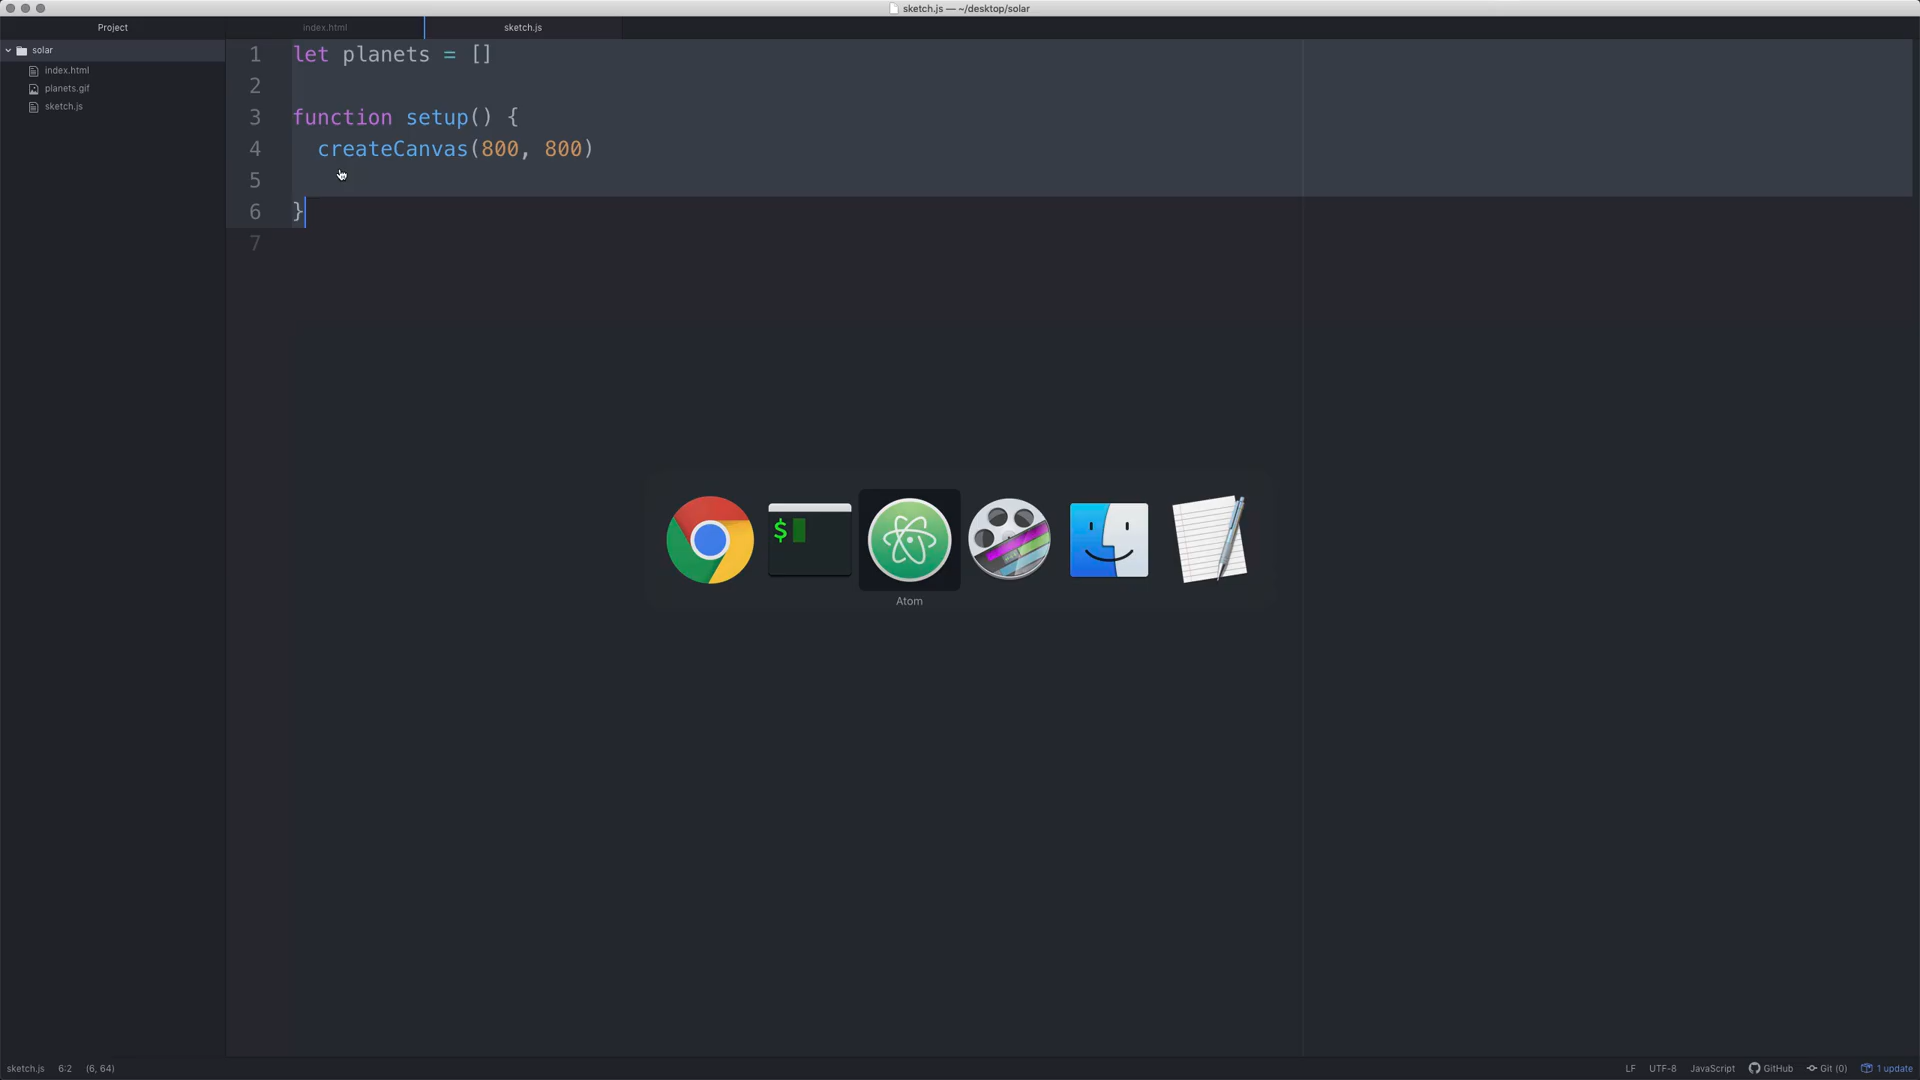 sketch.js — ~/desktop/solar
Project
index.html
sketch.js
solar
index.html
planets.gif
sketch.js
1 let planets = []
2
3 function setup() {
4 createCanvas(800, 800)
5
6 }
7
$
Atom
sketch.js 6:2 (6, 64)
LF UTF-8 JavaScript GitHub Git (0) 1 update